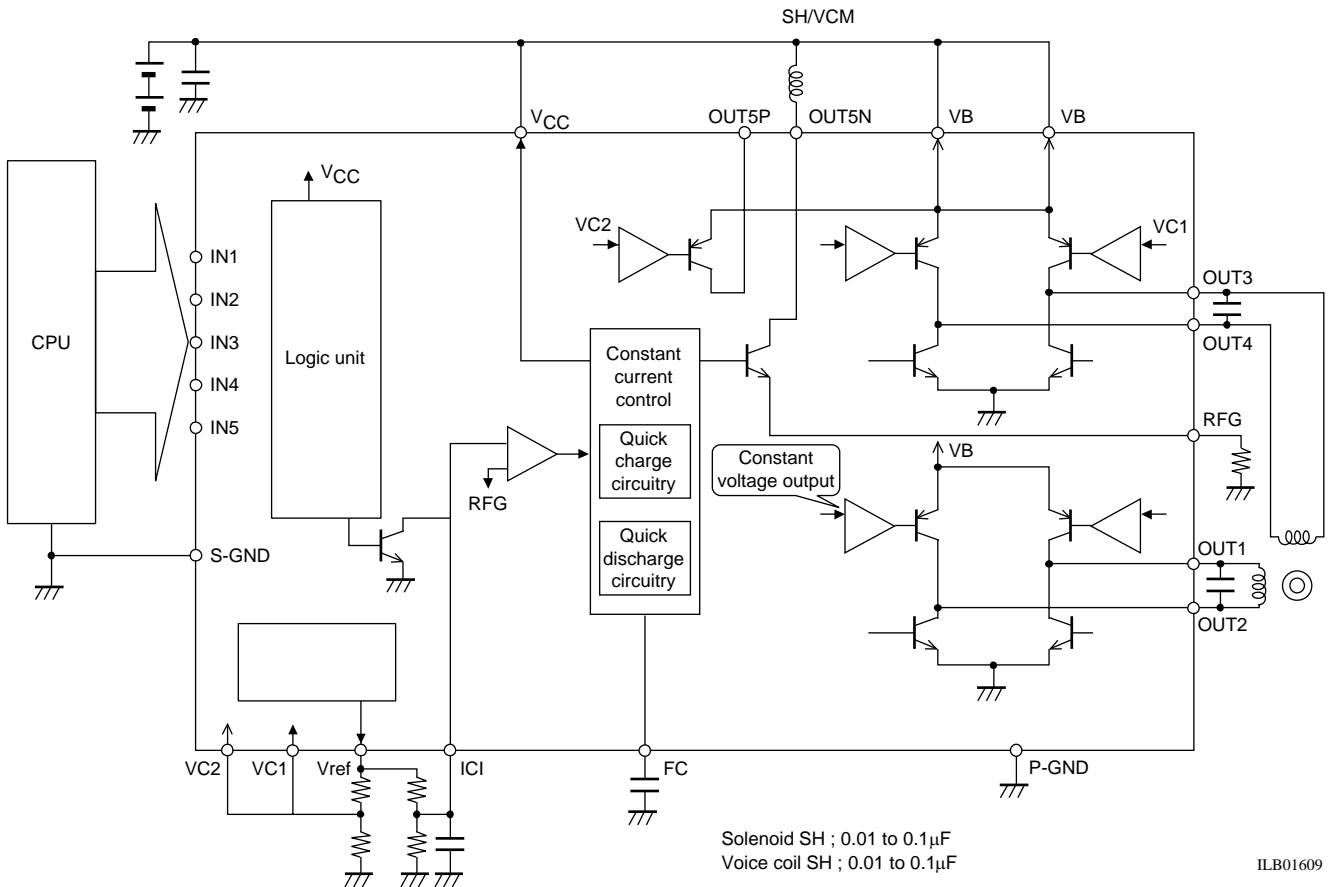 SH/VCM
VCC
OUT5P
OUT5N
VB
VB
VCC
VC2
VC1
IN1
IN2
IN3
IN4
IN5
CPU
Logic unit
Constant
current
control
Quick
charge
circuitry
Quick
discharge
circuitry
OUT3
OUT4
RFG
RFG
VB
Constant
voltage output
S-GND
OUT1
OUT2
VC2
VC1
Vref
ICI
FC
P-GND
Solenoid SH ; 0.01 to 0.1μF
Voice coil SH ; 0.01 to 0.1μF
ILB01609